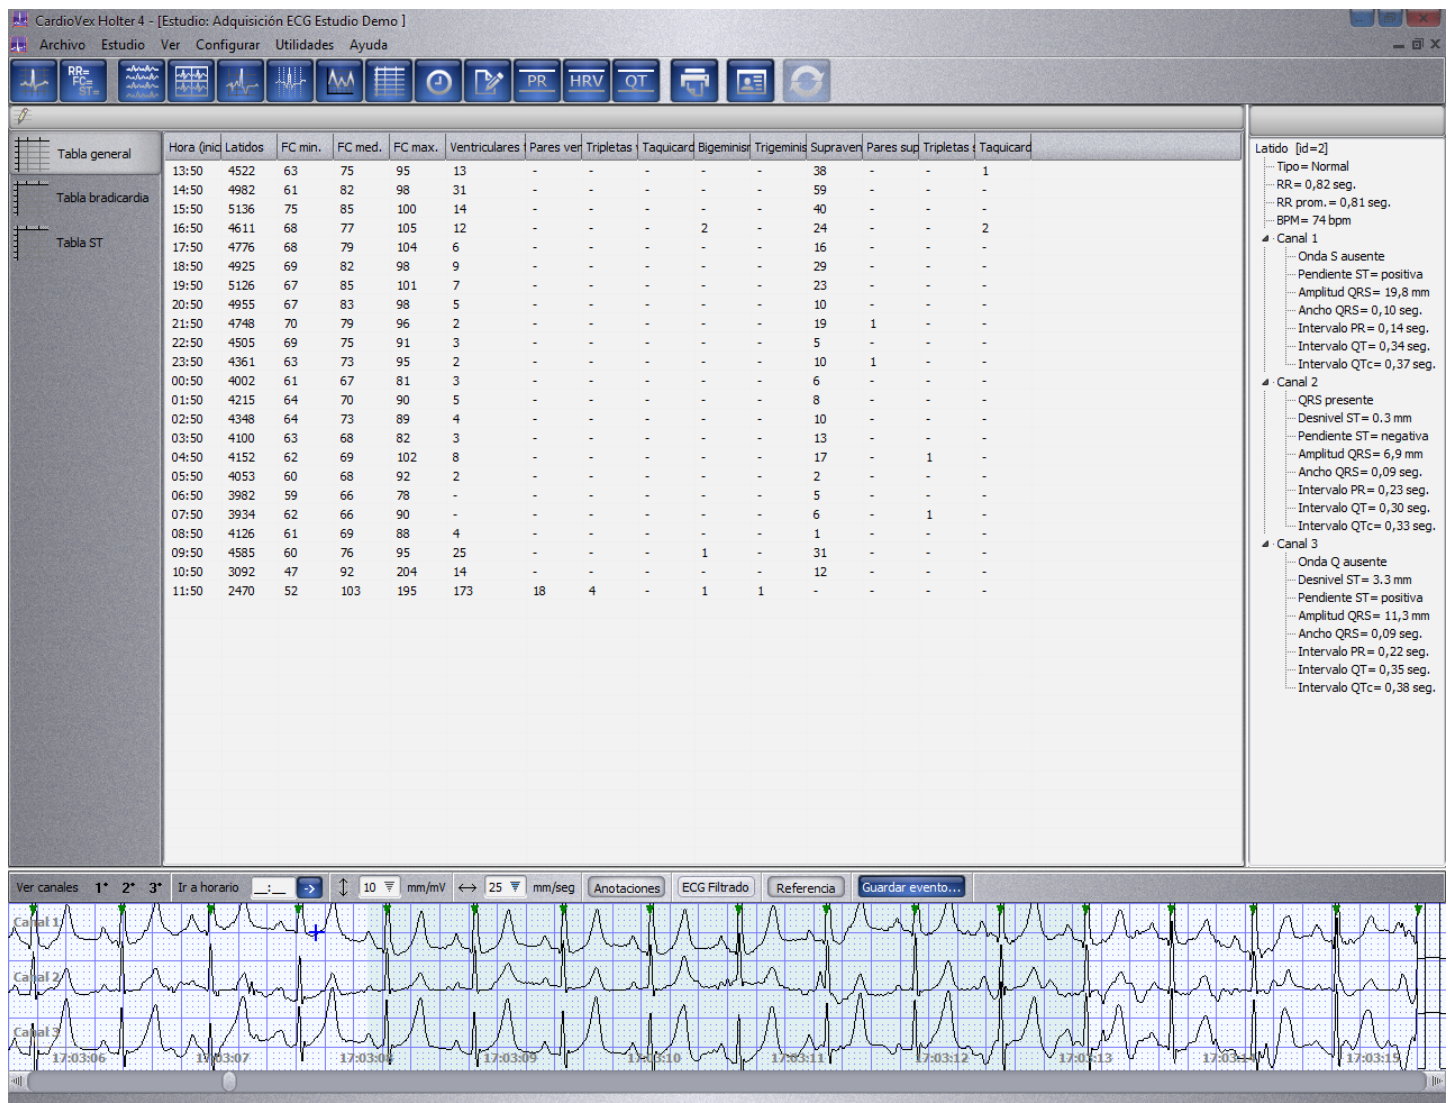 CardioVex Holter 4 - [Estudio: Adquisición ECG Estudio Demo ]
Archivo Estudio Ver Configurar Utilidades Ayuda
RR= FC= ST= PR HRV QT
Tabla general
Tabla bradicardia
Tabla ST
Hora (inic Latidos FC min. FC med. FC max. Ventriculares Pares ver Tripletas Taquicard Bigeminis Trigeminis Supraven Pares sup Tripletas Taquicard
13:50 4522 63 75 95 13 - - - - - 38 - - 1
14:50 4982 61 82 98 31 - - - - - 59 - - -
15:50 5136 75 85 100 14 - - - - - 40 - - -
16:50 4611 68 77 105 12 - - - 2 - 24 - - 2
17:50 4776 68 79 104 6 - - - - - 16 - - -
18:50 4925 69 82 98 9 - - - - - 29 - - -
19:50 5126 67 85 101 7 - - - - - 23 - - -
20:50 4955 67 83 98 5 - - - - - 10 - - -
21:50 4748 70 79 96 2 - - - - - 19 1 - -
22:50 4505 69 75 91 3 - - - - - 5 - - -
23:50 4361 63 73 95 2 - - - - - 10 1 - -
00:50 4002 61 67 81 3 - - - - - 6 - - -
01:50 4215 64 70 90 5 - - - - - 8 - - -
02:50 4348 64 73 89 4 - - - - - 10 - - -
03:50 4100 63 68 82 3 - - - - - 13 - - -
04:50 4152 62 69 102 8 - - - - - 17 - 1 -
05:50 4053 60 68 92 2 - - - - - 2 - - -
06:50 3982 59 66 78 - - - - - - 5 - - -
07:50 3934 62 66 90 - - - - - - 6 - 1 -
08:50 4126 61 69 88 4 - - - - - 1 - - -
09:50 4585 60 76 95 25 - - - 1 - 31 - - -
10:50 3092 47 92 204 14 - - - - - 12 - - -
11:50 2470 52 103 195 173 18 4 - 1 1 - - - -
Latido [id=2]
Tipo= Normal
RR= 0,82 seg.
RR prom.= 0,81 seg.
BPM= 74 bpm
Canal 1
Onda S ausente
Pendiente ST= positiva
Amplitud QRS= 19,8 mm
Ancho QRS= 0,10 seg.
Intervalo PR= 0,14 seg.
Intervalo QT= 0,34 seg.
Intervalo QTc= 0,37 seg.
Canal 2
QRS presente
Desnivel ST= 0.3 mm
Pendiente ST= negativa
Amplitud QRS= 6,9 mm
Ancho QRS= 0,09 seg.
Intervalo PR= 0,23 seg.
Intervalo QT= 0,30 seg.
Intervalo QTc= 0,33 seg.
Canal 3
Onda Q ausente
Desnivel ST= 3.3 mm
Pendiente ST= positiva
Amplitud QRS= 11,3 mm
Ancho QRS= 0,09 seg.
Intervalo PR= 0,22 seg.
Intervalo QT= 0,35 seg.
Intervalo QTc= 0,38 seg.
Ver canales 1* 2* 3* Ir a horario __:__ -> 10 mm/mV 25 mm/seg Anotaciones ECG Filtrado Referencia Guardar evento...
Canal 1
Canal 2
Canal 3
17:03:06 17:03:07 17:03:08 17:03:09 17:03:10 17:03:11 17:03:12 17:03:13 17:03:14 17:03:15